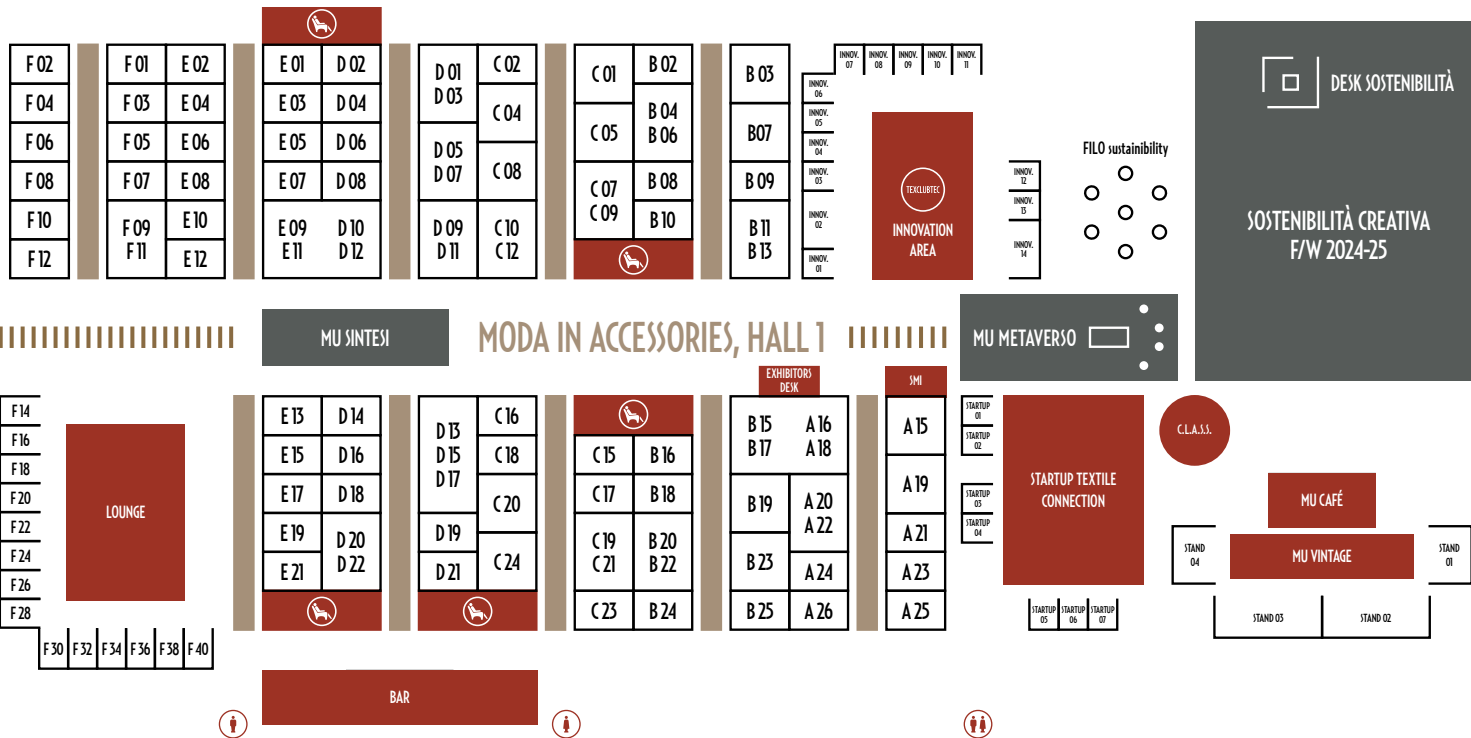 F 02
F 04
F 06
F 08
F 10
F 12
F 01
F 03
F 05
F 07
F 09
F 11
E 02
E 04
E 06
E 08
E 10
E 12
E 01
E 03
E 05
E 07
E 09
E 11
D 02
D 04
D 06
D 08
D 10
D 12
D 01
D 03
D 05
D 07
D 09
D 11
C 02
C 04
C 08
C 10
C 12
C 01
C 05
C 07
C 09
B 02
B 04
B 06
B 08
B 10
B 03
B07
B 09
B 11
B 13
INNOV.
07
INNOV.
08
INNOV.
09
INNOV.
10
INNOV.
11
INNOV.
06
INNOV.
05
INNOV.
04
INNOV.
03
INNOV.
02
INNOV.
01
TEXCLUBTEC
INNOVATION
AREA
INNOV.
12
INNOV.
13
INNOV.
14
FILO sustainibility
DESK SOSTENIBILITÀ
SOSTENIBILITÀ CREATIVA
F/W 2024-25
MU SINTESI
MODA IN ACCESSORIES, HALL 1
MU METAVERSO
EXHIBITORS
DESK
SMI
F 14
F 16
F 18
F 20
F 22
F 24
F 26
F 28
F 30
F 32
F 34
F 36
F 38
F 40
LOUNGE
E 13
E 15
E 17
E 19
E 21
D 14
D 16
D 18
D 20
D 22
D 13
D 15
D 17
D 19
D 21
C 16
C 18
C 20
C 24
C 15
C 17
C 19
C 21
C 23
B 16
B 18
B 20
B 22
B 24
B 15
B 17
A 16
A 18
B 19
B 23
B 25
A 20
A 22
A 24
A 26
A 15
A 19
A 21
A 23
A 25
STARTUP
01
STARTUP
02
STARTUP
03
STARTUP
04
STARTUP TEXTILE
CONNECTION
STARTUP
05
STARTUP
06
STARTUP
07
C.L.A.S.S.
MU CAFÉ
MU VINTAGE
STAND
04
STAND
01
STAND 03
STAND 02
BAR